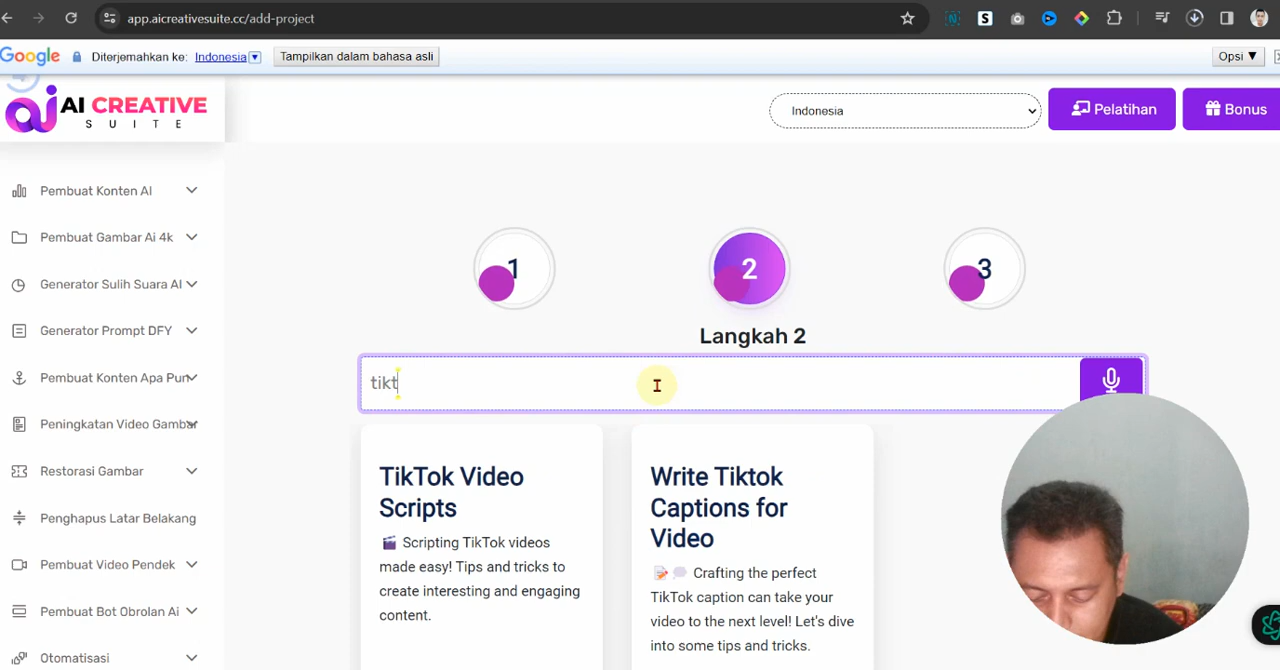 app.aicreativesuite.cc/add-project
Google Diterjemahkan ke: Indonesia Tampilkan dalam bahasa asli Opsi
AI CREATIVE
SUITE
Indonesia
Pelatihan
Bonus
Pembuat Konten AI
Pembuat Gambar Ai 4k
Generator Sulih Suara AI
Generator Prompt DFY
Pembuat Konten Apa Pun
Peningkatan Video Gambar
Restorasi Gambar
Penghapus Latar Belakang
Pembuat Video Pendek
Pembuat Bot Obrolan Ai
Otomatisasi
1
2
3
Langkah 2
tikt
TikTok Video
Scripts
Scripting TikTok videos
made easy! Tips and tricks to
create interesting and engaging
content.
Write Tiktok
Captions for
Video
Crafting the perfect
TikTok caption can take your
video to the next level! Let's dive
into some tips and tricks.